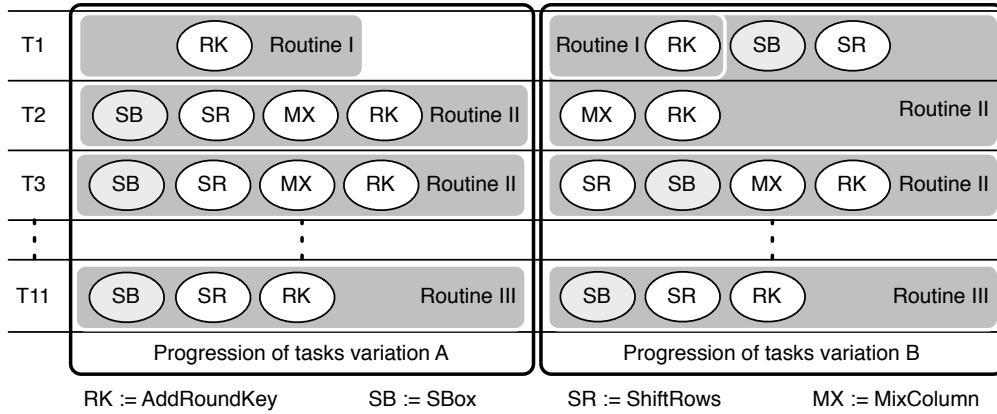 T1 RK Routine I Routine I RK SB SR
T2 SB SR MX RK Routine II MX RK Routine II
T3 SB SR MX RK Routine II SR SB MX RK Routine II
T11 SB SR RK Routine III SB SR RK Routine III
Progression of tasks variation A Progression of tasks variation B
RK := AddRoundKey SB := SBox SR := ShiftRows MX := MixColumn